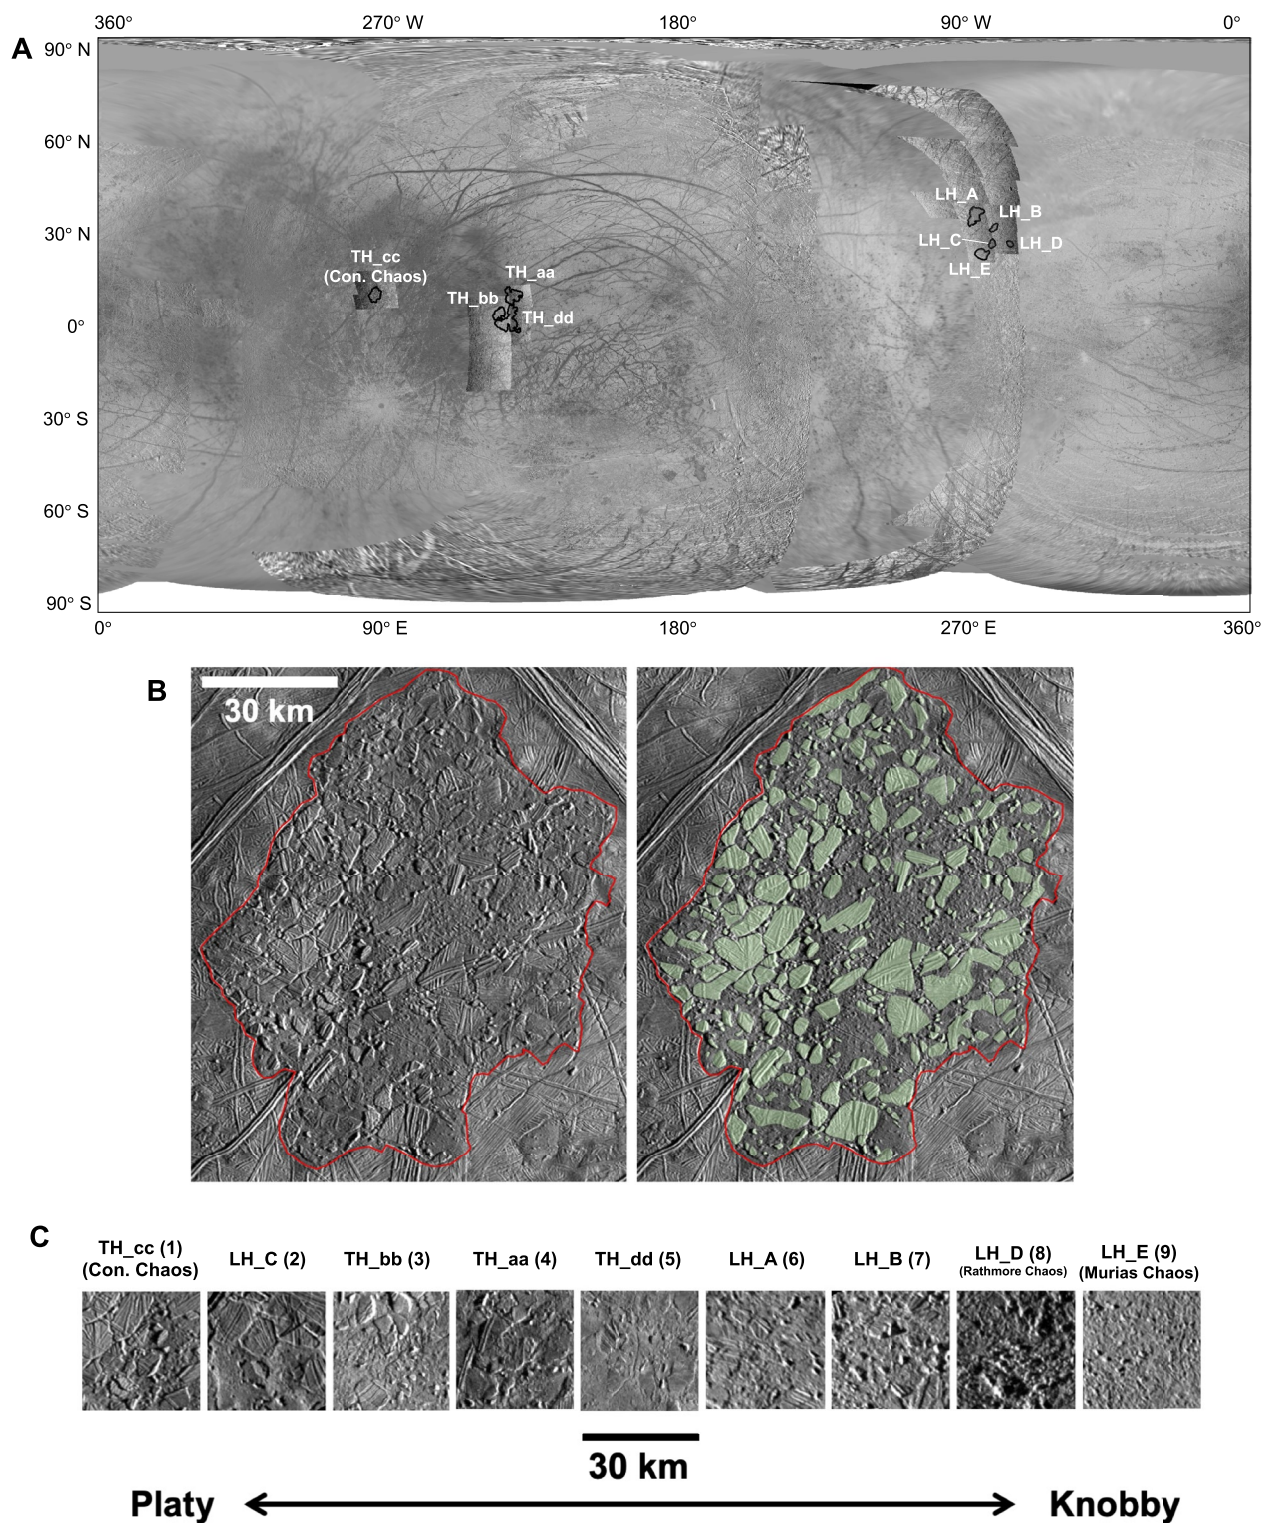 360° 270° W 180° 90° W 0°
A
90° N
60° N
30° N
0°
30° S
60° S
90° S
LH_A
LH_B
LH_C
LH_D
LH_E
TH_cc
(Con. Chaos)
TH_aa
TH_bb
TH_dd
0° 90° E 180° 270° E 360°
B
30 km
C
TH_cc (1)
(Con. Chaos)
LH_C (2)
TH_bb (3)
TH_aa (4)
TH_dd (5)
LH_A (6)
LH_B (7)
LH_D (8)
(Rathmore Chaos)
LH_E (9)
(Murias Chaos)
30 km
Platy Knobby